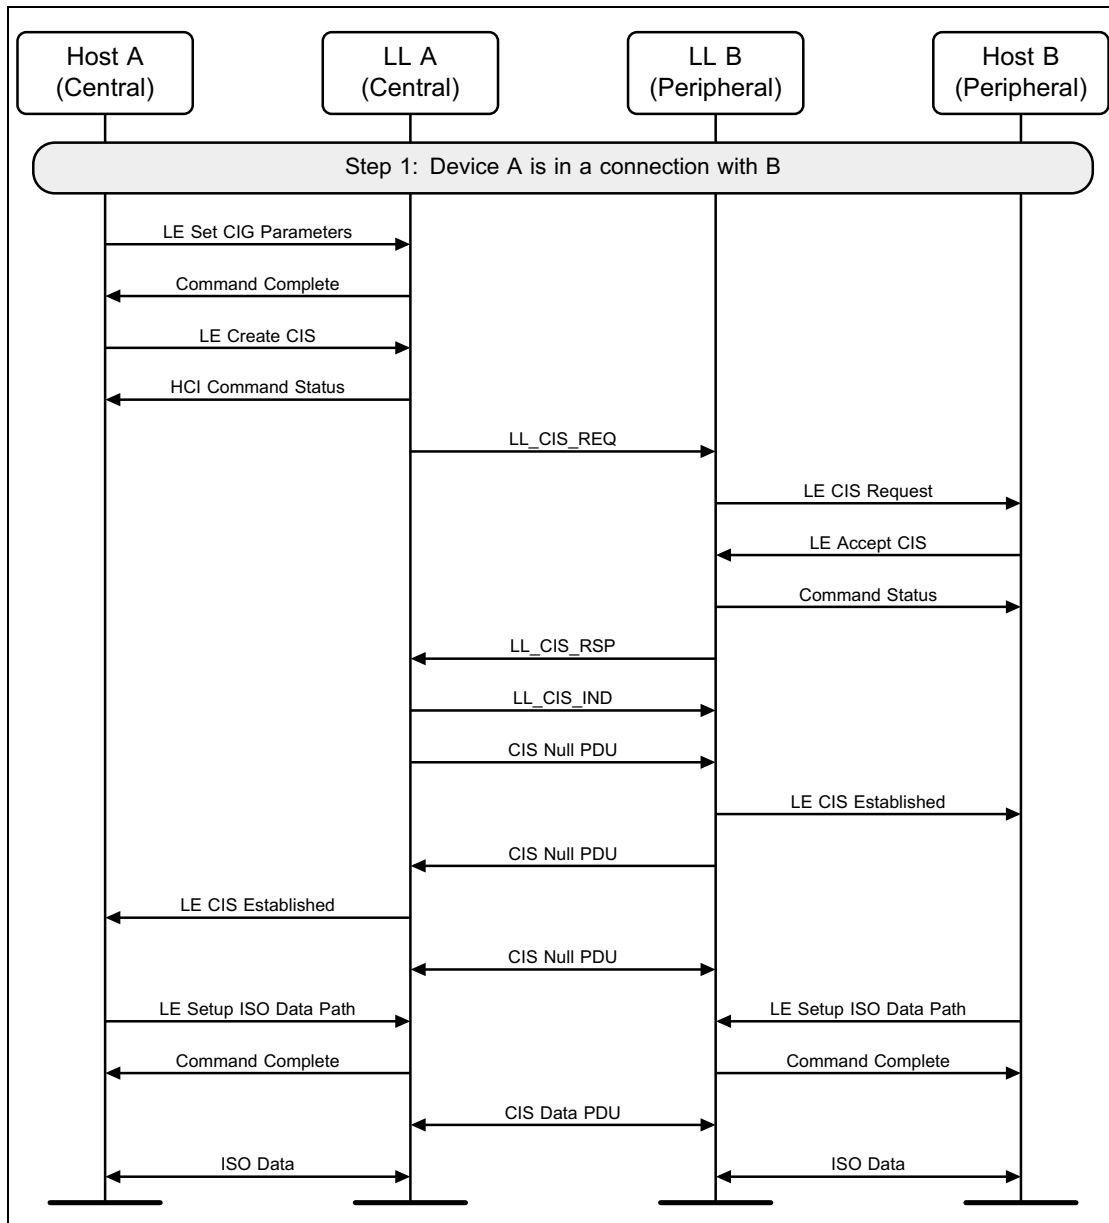 Host A
(Central)
LL A
(Central)
LL B
(Peripheral)
Host B
(Peripheral)
Step 1: Device A is in a connection with B
LE Set CIG Parameters
Command Complete
LE Create CIS
HCI Command Status
LL_CIS_REQ
LE CIS Request
LE Accept CIS
Command Status
LL_CIS_RSP
LL_CIS_IND
CIS Null PDU
LE CIS Established
CIS Null PDU
LE CIS Established
CIS Null PDU
LE Setup ISO Data Path
LE Setup ISO Data Path
Command Complete
Command Complete
CIS Data PDU
ISO Data
ISO Data